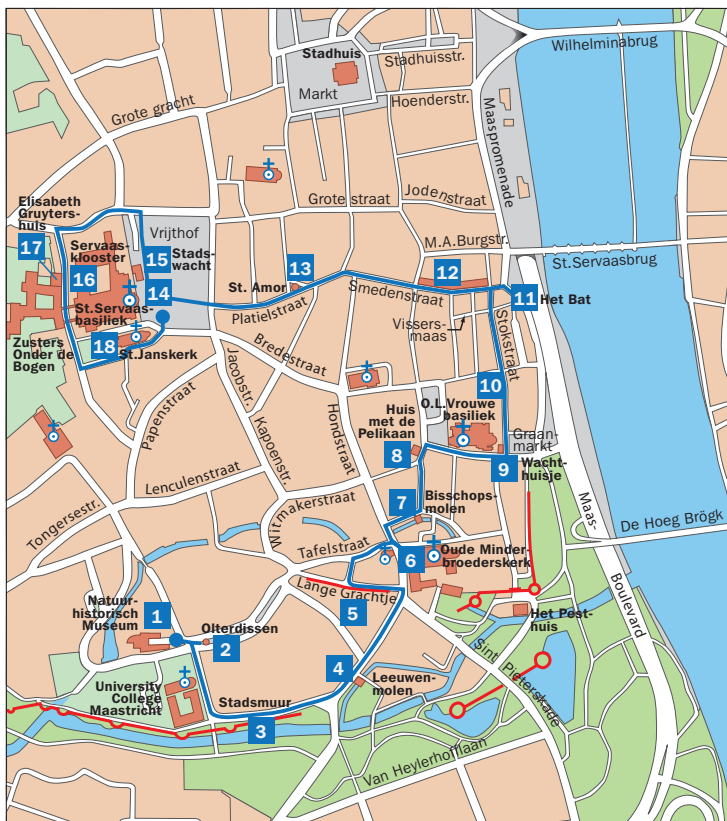 Wilhelminabrug
Stadhuis
Stadhuisstr.
Markt
Hoenderstr.
Grote gracht
Maaspromenade
Grote straat
Jodenstraat
Elisabeth
Gruyters-
huis
Vrijthof
M.A.Burgstr.
St.Servaasbrug
17
Servaas-
klooster
16
15
Stads-
wacht
14
13
St. Amor
12
Smedenstraat
11
Het Bat
Platielstraat
St.Servaas-
basiliek
Vissers-
maas
Stokstraat
Zusters
Onder de
Bogen
18
St.Janskerk
Bredestraat
Jacobstr.
Papenstraat
Kapoenstr.
Hondstraat
10
Huis
met de
Pelikaan
O.L.Vrouwe
basiliek
8
Graan-
markt
9
Wacht-
huisje
Lenculenstraat
Witmakerstraat
Tongersestr.
7
Bisschops-
molen
Maas-
Boulevard
De Hoeg Brögk
Tafelstraat
6
Oude Minder-
broederskerk
Lange Grachtje
5
Natuur-
historisch
Museum
1
Olterdissen
2
Het Pest-
huis
Sint Pieterskade
4
Leeuwen-
molen
University
College
Maastricht
Stadsmuur
3
Van Heylerhofflaan